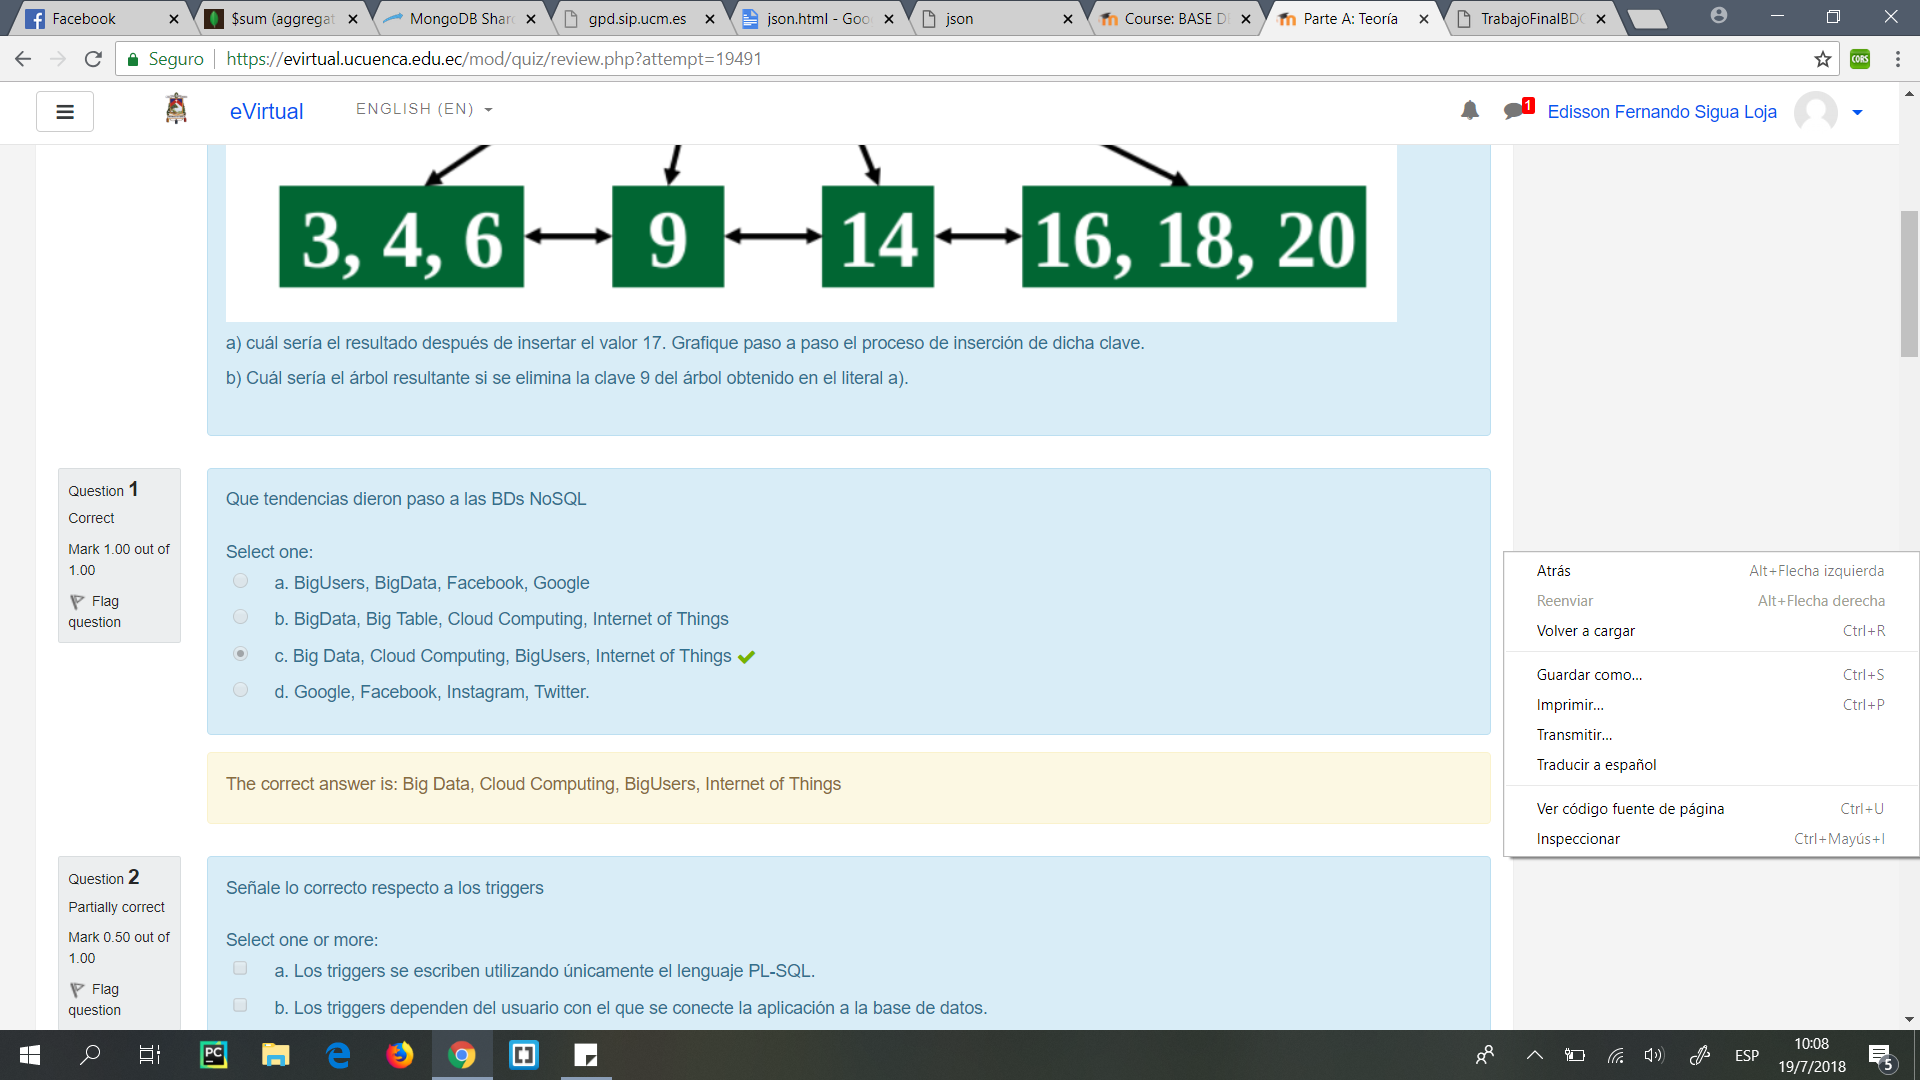 Facebook
$sum (aggregat
MongoDB Shar
gpd.sip.ucm.es
json.html - Goo
json
Course: BASE D
Parte A: Teoría
TrabajoFinalBD
Seguro
https://evirtual.ucuenca.edu.ec/mod/quiz/review.php?attempt=19491
CORS
eVirtual
ENGLISH (EN)
1
Edisson Fernando Sigua Loja
3, 4, 6
9
14
16, 18, 20
a) cuál sería el resultado después de insertar el valor 17. Grafique paso a paso el proceso de inserción de dicha clave.
b) Cuál sería el árbol resultante si se elimina la clave 9 del árbol obtenido en el literal a).
Question 1
Correct
Mark 1.00 out of
1.00
Flag
question
Que tendencias dieron paso a las BDs NoSQL
Select one:
a. BigUsers, BigData, Facebook, Google
b. BigData, Big Table, Cloud Computing, Internet of Things
c. Big Data, Cloud Computing, BigUsers, Internet of Things
d. Google, Facebook, Instagram, Twitter.
The correct answer is: Big Data, Cloud Computing, BigUsers, Internet of Things
Question 2
Partially correct
Mark 0.50 out of
1.00
Flag
question
Señale lo correcto respecto a los triggers
Select one or more:
a. Los triggers se escriben utilizando únicamente el lenguaje PL-SQL.
b. Los triggers dependen del usuario con el que se conecte la aplicación a la base de datos.
Atrás Alt+Flecha izquierda
Reenviar Alt+Flecha derecha
Volver a cargar Ctrl+R
Guardar como... Ctrl+S
Imprimir... Ctrl+P
Transmitir...
Traducir a español
Ver código fuente de página Ctrl+U
Inspeccionar Ctrl+Mayús+I
PC
ESP
10:08
19/7/2018
5